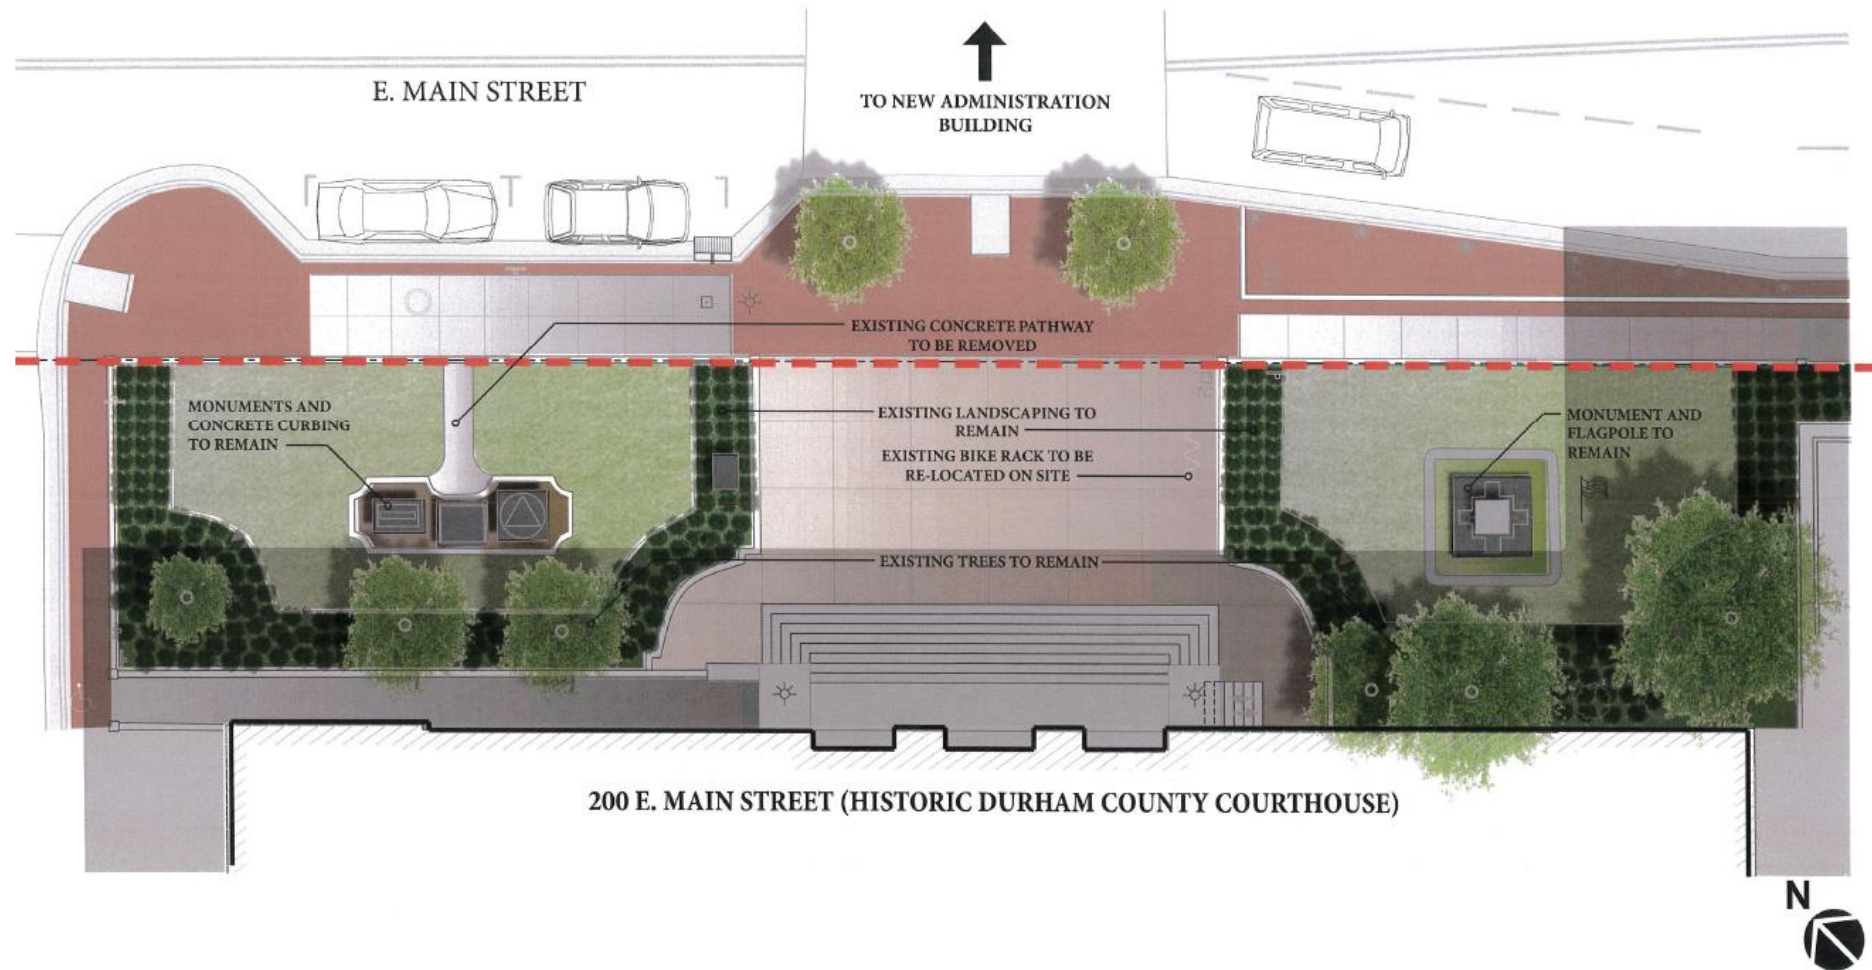 E. MAIN STREET
TO NEW ADMINISTRATION
BUILDING
EXISTING CONCRETE PATHWAY
TO BE REMOVED
MONUMENTS AND
CONCRETE CURBING
TO REMAIN
EXISTING LANDSCAPING TO
REMAIN
EXISTING BIKE RACK TO BE
RE-LOCATED ON SITE
MONUMENT AND
FLAGPOLE TO
REMAIN
EXISTING TREES TO REMAIN
200 E. MAIN STREET (HISTORIC DURHAM COUNTY COURTHOUSE)
N